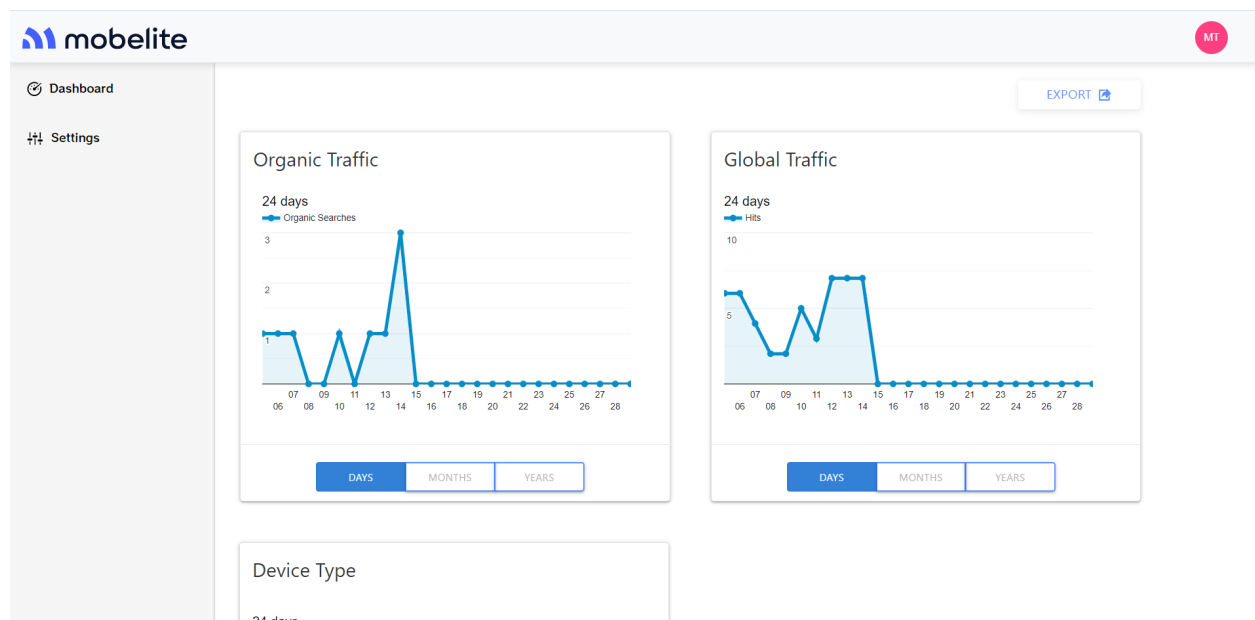 mobelite
MT
Dashboard
Settings
EXPORT
Organic Traffic
24 days
Organic Searches
3
2
1
07 09 11 13 15 17 19 21 23 25 27
06 08 10 12 14 16 18 20 22 24 26 28
DAYS MONTHS YEARS
Global Traffic
24 days
Hits
10
5
07 09 11 13 15 17 19 21 23 25 27
06 08 10 12 14 16 18 20 22 24 26 28
DAYS MONTHS YEARS
Device Type
24 days